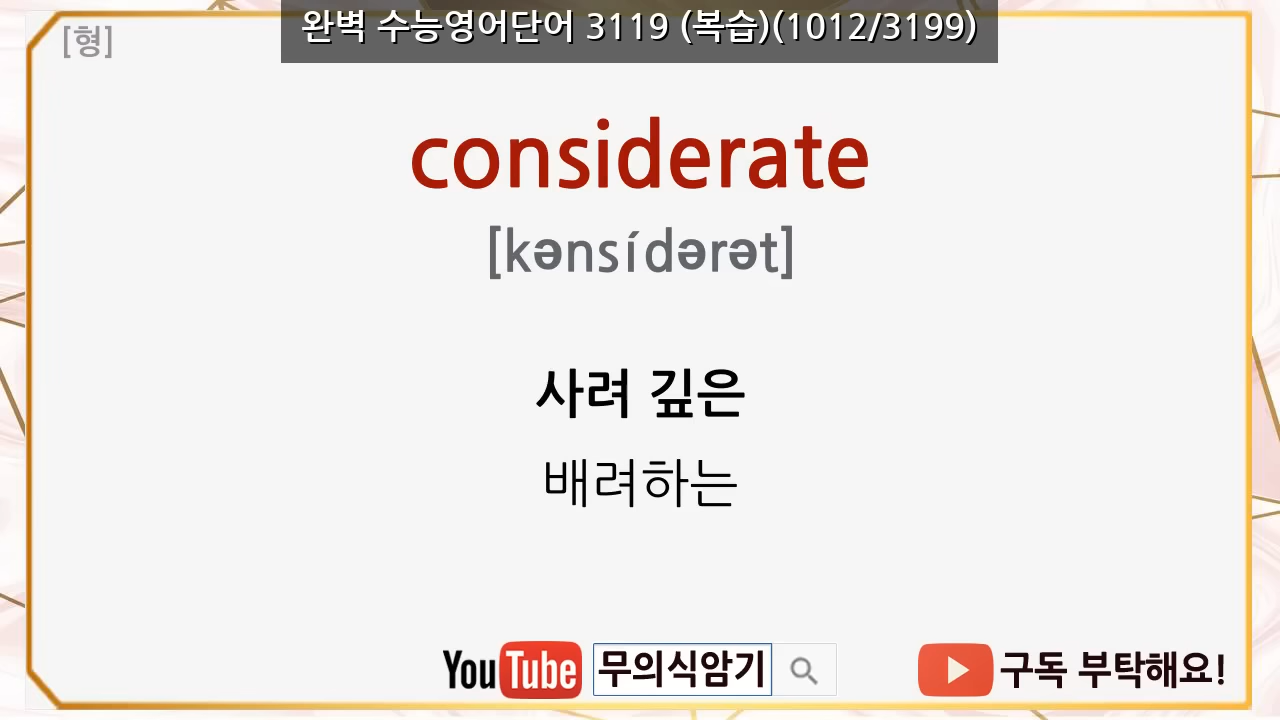 완벽 수능영어단어 3119 (복습)(1012/3199)
[형]
considerate
[kənsídərət]
사려 깊은
배려하는
YouTube 무의식암기 구독 부탁해요!